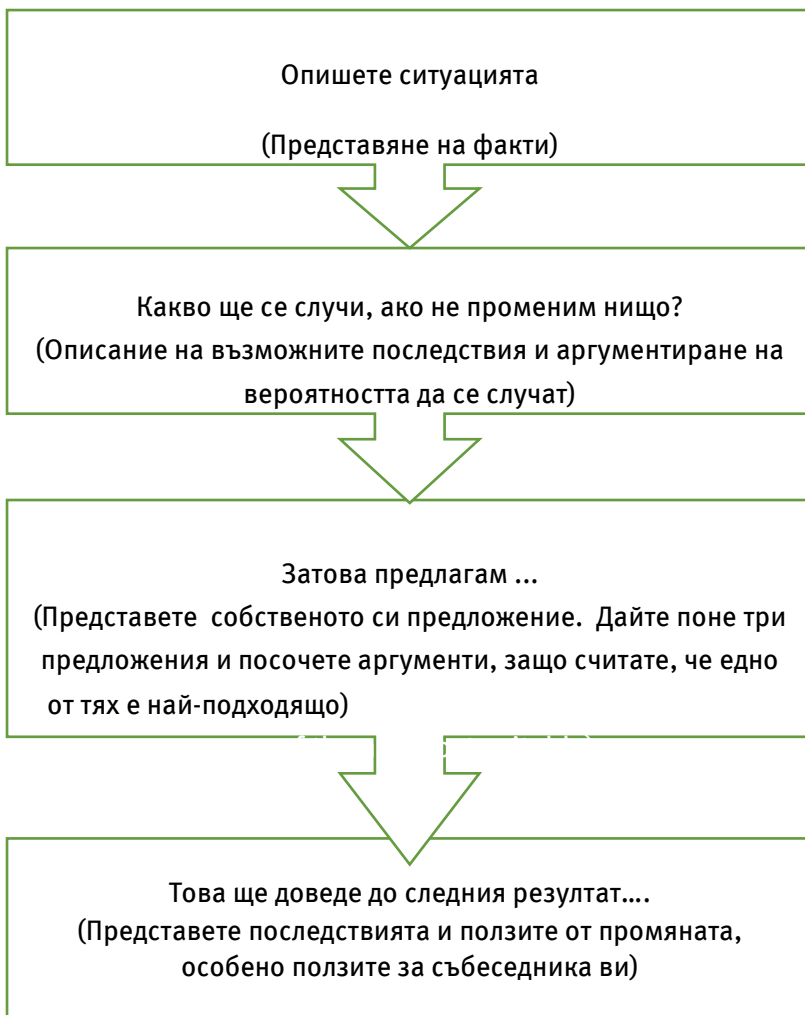 Опишете ситуацията
(Представяне на факти)
Какво ще се случи, ако не променим нищо?
(Описание на възможните последствия и аргументиране на
вероятността да се случат)
Затова предлагам ...
(Представете собственото си предложение. Дайте поне три
предложения и посочете аргументи, защо считате, че едно
от тях е най-подходящо)
Това ще доведе до следния резултат....
(Представете последствията и ползите от промяната,
особено ползите за събеседника ви)